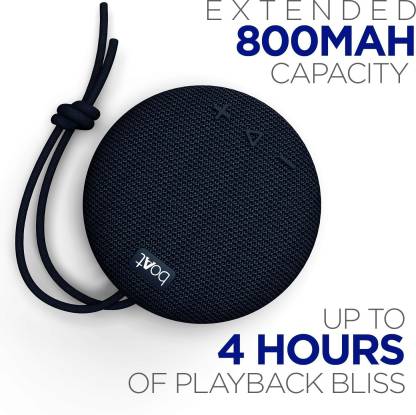 EXTENDED
800MAH
CAPACITY
boAt
UP TO
4 HOURS
OF PLAYBACK BLISS